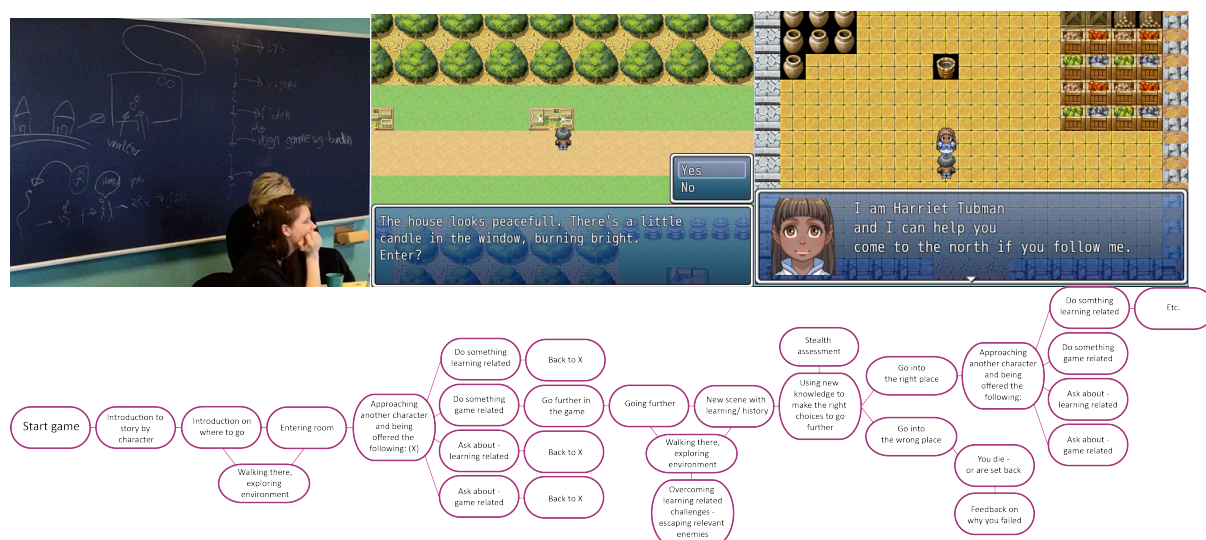 walter
Yes
No
The house looks peacefull. There's a little
candle in the window, burning bright.
Enter?
I am Harriet Tubman
and I can help you
come to the north if you follow me.
Start game
Introduction to
story by
character
Introduction on
where to go
Walking there,
exploring
environment
Entering room
Approaching
another character
and being
offered the
following: (X)
Do something
learning related
Back to X
Do something
game related
Go further in
the game
Ask about -
learning related
Back to X
Ask about -
game related
Back to X
Going further
Walking there,
exploring
environment
Overcoming
learning related
challenges -
escaping relevant
enemies
New scene with
learning/ history
Stealth
assessment
Using new
knowledge to
make the right
choices to go
further
Go into
the right place
Go into
the wrong place
You die -
or are set back
Feedback on
why you failed
Approaching
another character
and being
offered the
following:
Do somthing
learning related
Etc.
Do something
game related
Ask about -
learning related
Ask about -
game related